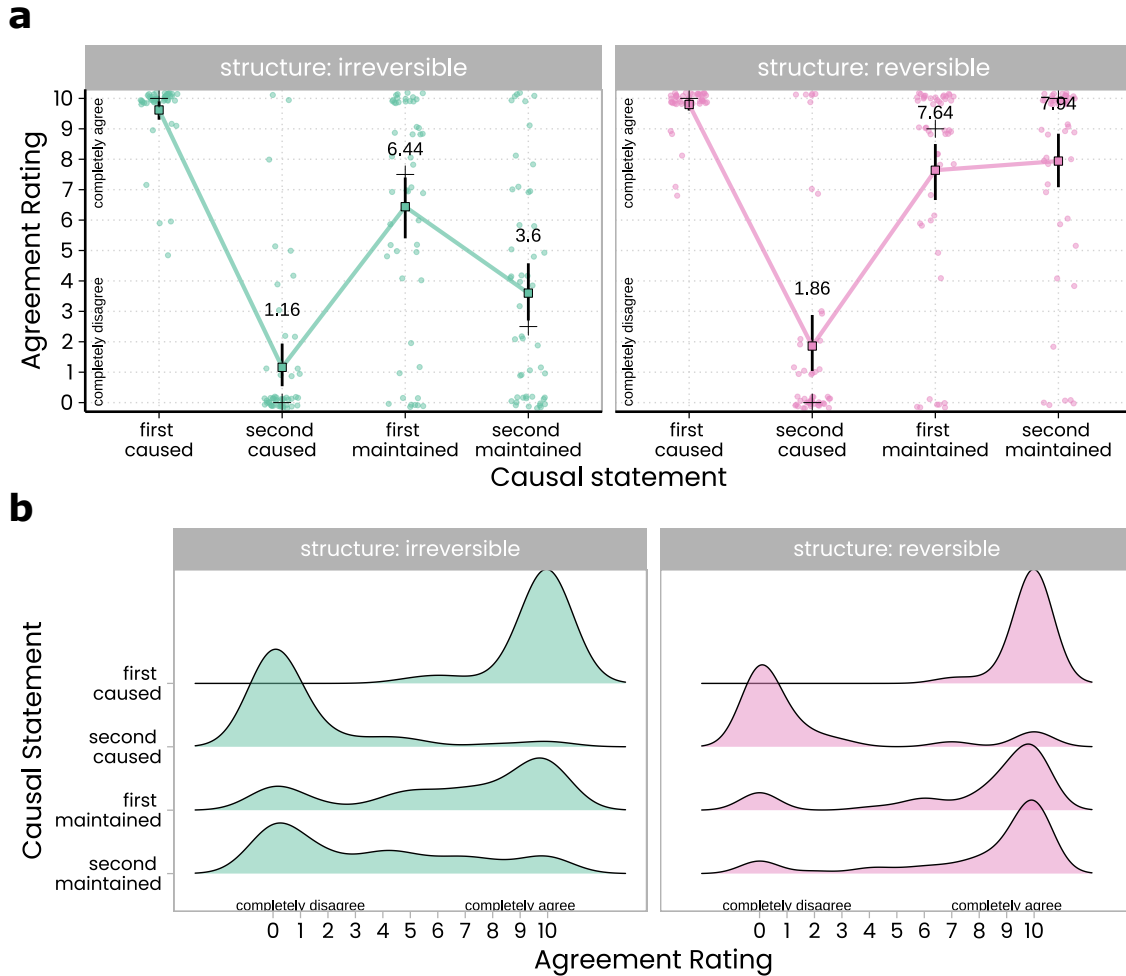 a
structure: irreversible
structure: reversible
Agreement Rating
10
9
8
7
6
5
4
3
2
1
0
completely agree
completely disagree
1.16
6.44
3.6
completely agree
completely disagree
1.86
7.64
7.94
first
caused
second
caused
first
maintained
second
maintained
first
caused
second
caused
first
maintained
second
maintained
Causal statement
b
structure: irreversible
structure: reversible
Causal Statement
first
caused
second
caused
first
maintained
second
maintained
completely disagree
completely agree
completely disagree
completely agree
0 1 2 3 4 5 6 7 8 9 10
0 1 2 3 4 5 6 7 8 9 10
Agreement Rating